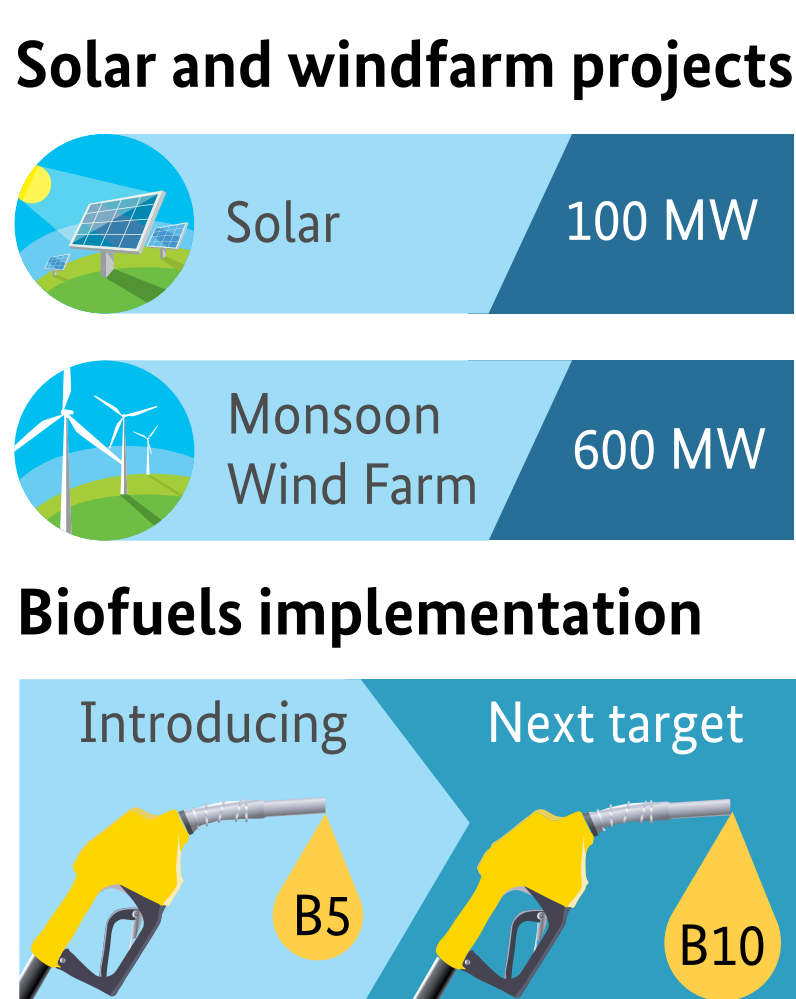 Solar and windfarm projects
Solar
100 MW
Monsoon
Wind Farm
600 MW
Biofuels implementation
Introducing
Next target
B5
B10